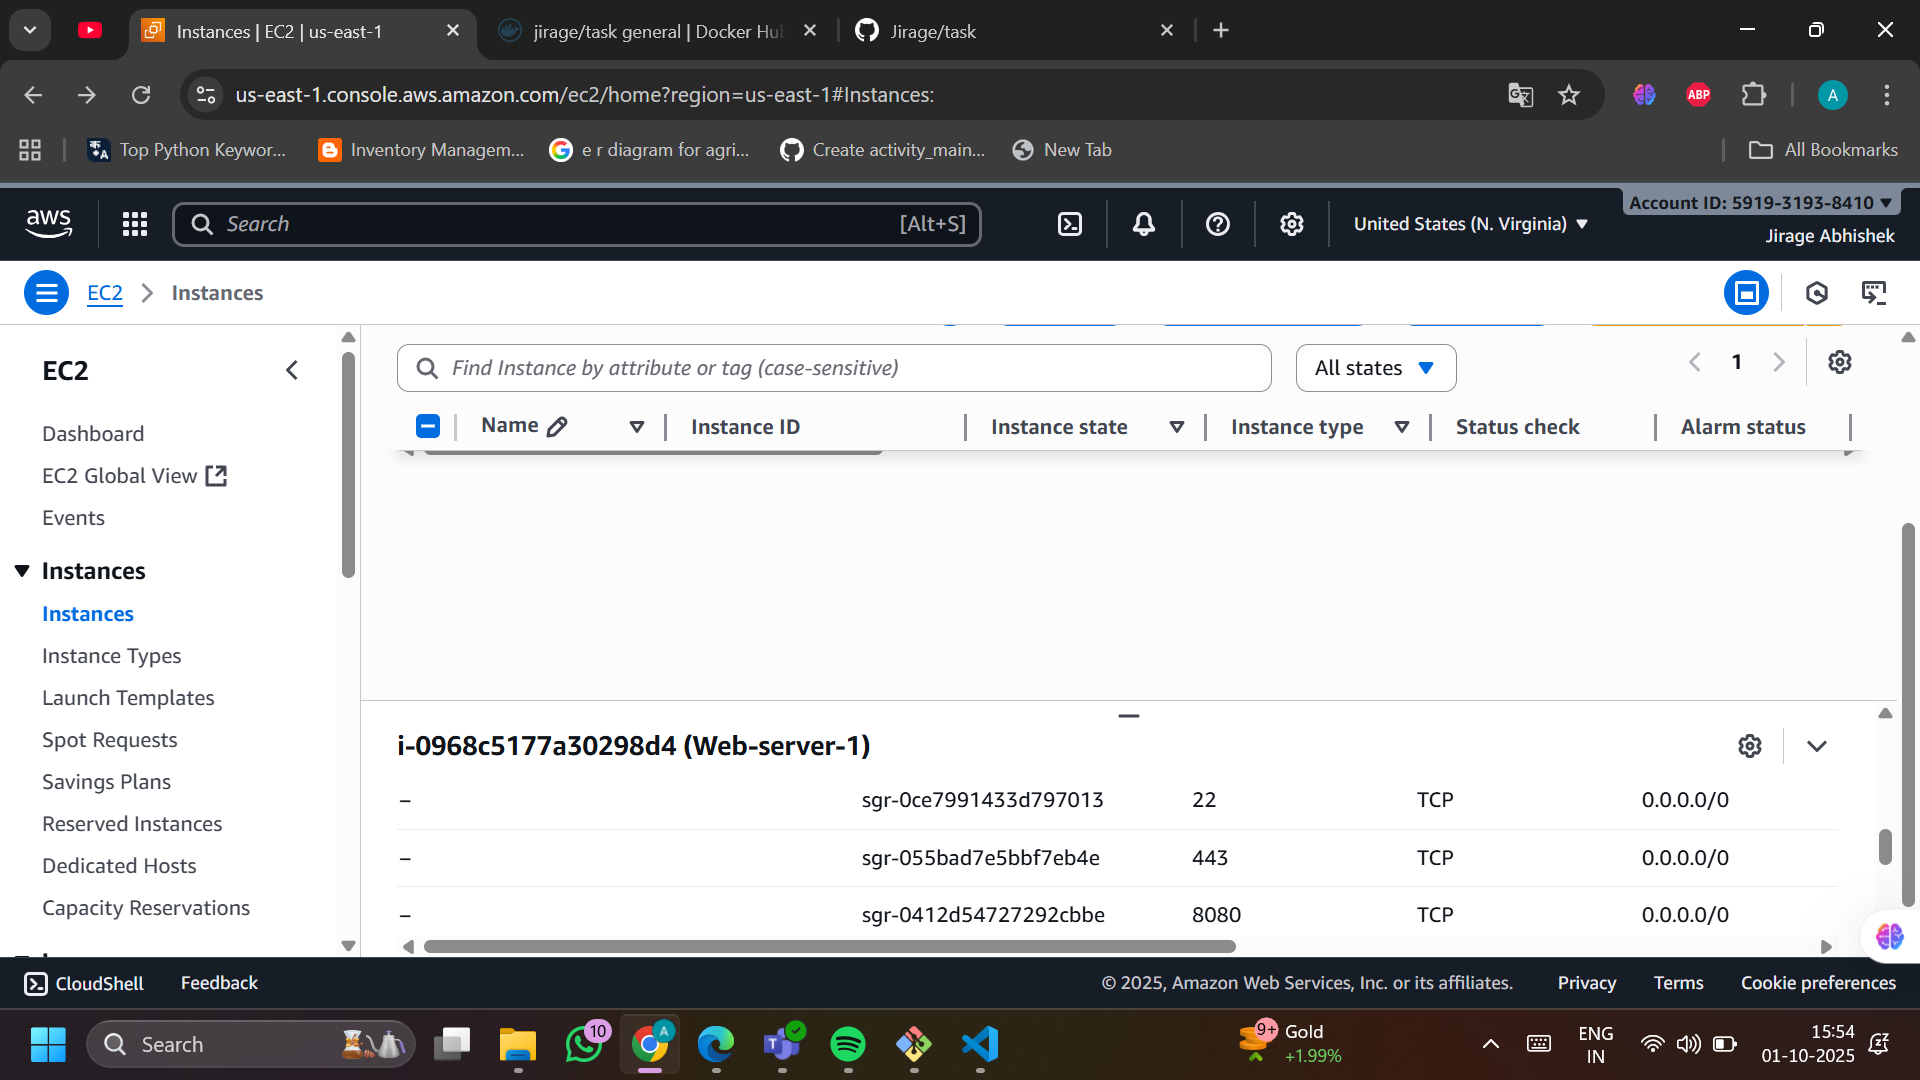 Instances | EC2 | us-east-1
jirage/task general | Docker Hu
Jirage/task
us-east-1.console.aws.amazon.com/ec2/home?region=us-east-1#Instances:
ABP
A
Top Python Keywor...
Inventory Managem...
e r diagram for agri...
Create activity_main...
New Tab
All Bookmarks
aws
Search
[Alt+S]
United States (N. Virginia)
Account ID: 5919-3193-8410
Jirage Abhishek
EC2
Instances
EC2
Dashboard
EC2 Global View
Events
Instances
Instances
Instance Types
Launch Templates
Spot Requests
Savings Plans
Reserved Instances
Dedicated Hosts
Capacity Reservations
Find Instance by attribute or tag (case-sensitive)
All states
1
Name
Instance ID
Instance state
Instance type
Status check
Alarm status
i-0968c5177a30298d4 (Web-server-1)
– sgr-0ce7991433d797013 22 TCP 0.0.0.0/0
– sgr-055bad7e5bbf7eb4e 443 TCP 0.0.0.0/0
– sgr-0412d54727292cbbe 8080 TCP 0.0.0.0/0
CloudShell
Feedback
© 2025, Amazon Web Services, Inc. or its affiliates.
Privacy
Terms
Cookie preferences
Search
10
A
9+
Gold
+1.99%
ENG
IN
15:54
01-10-2025